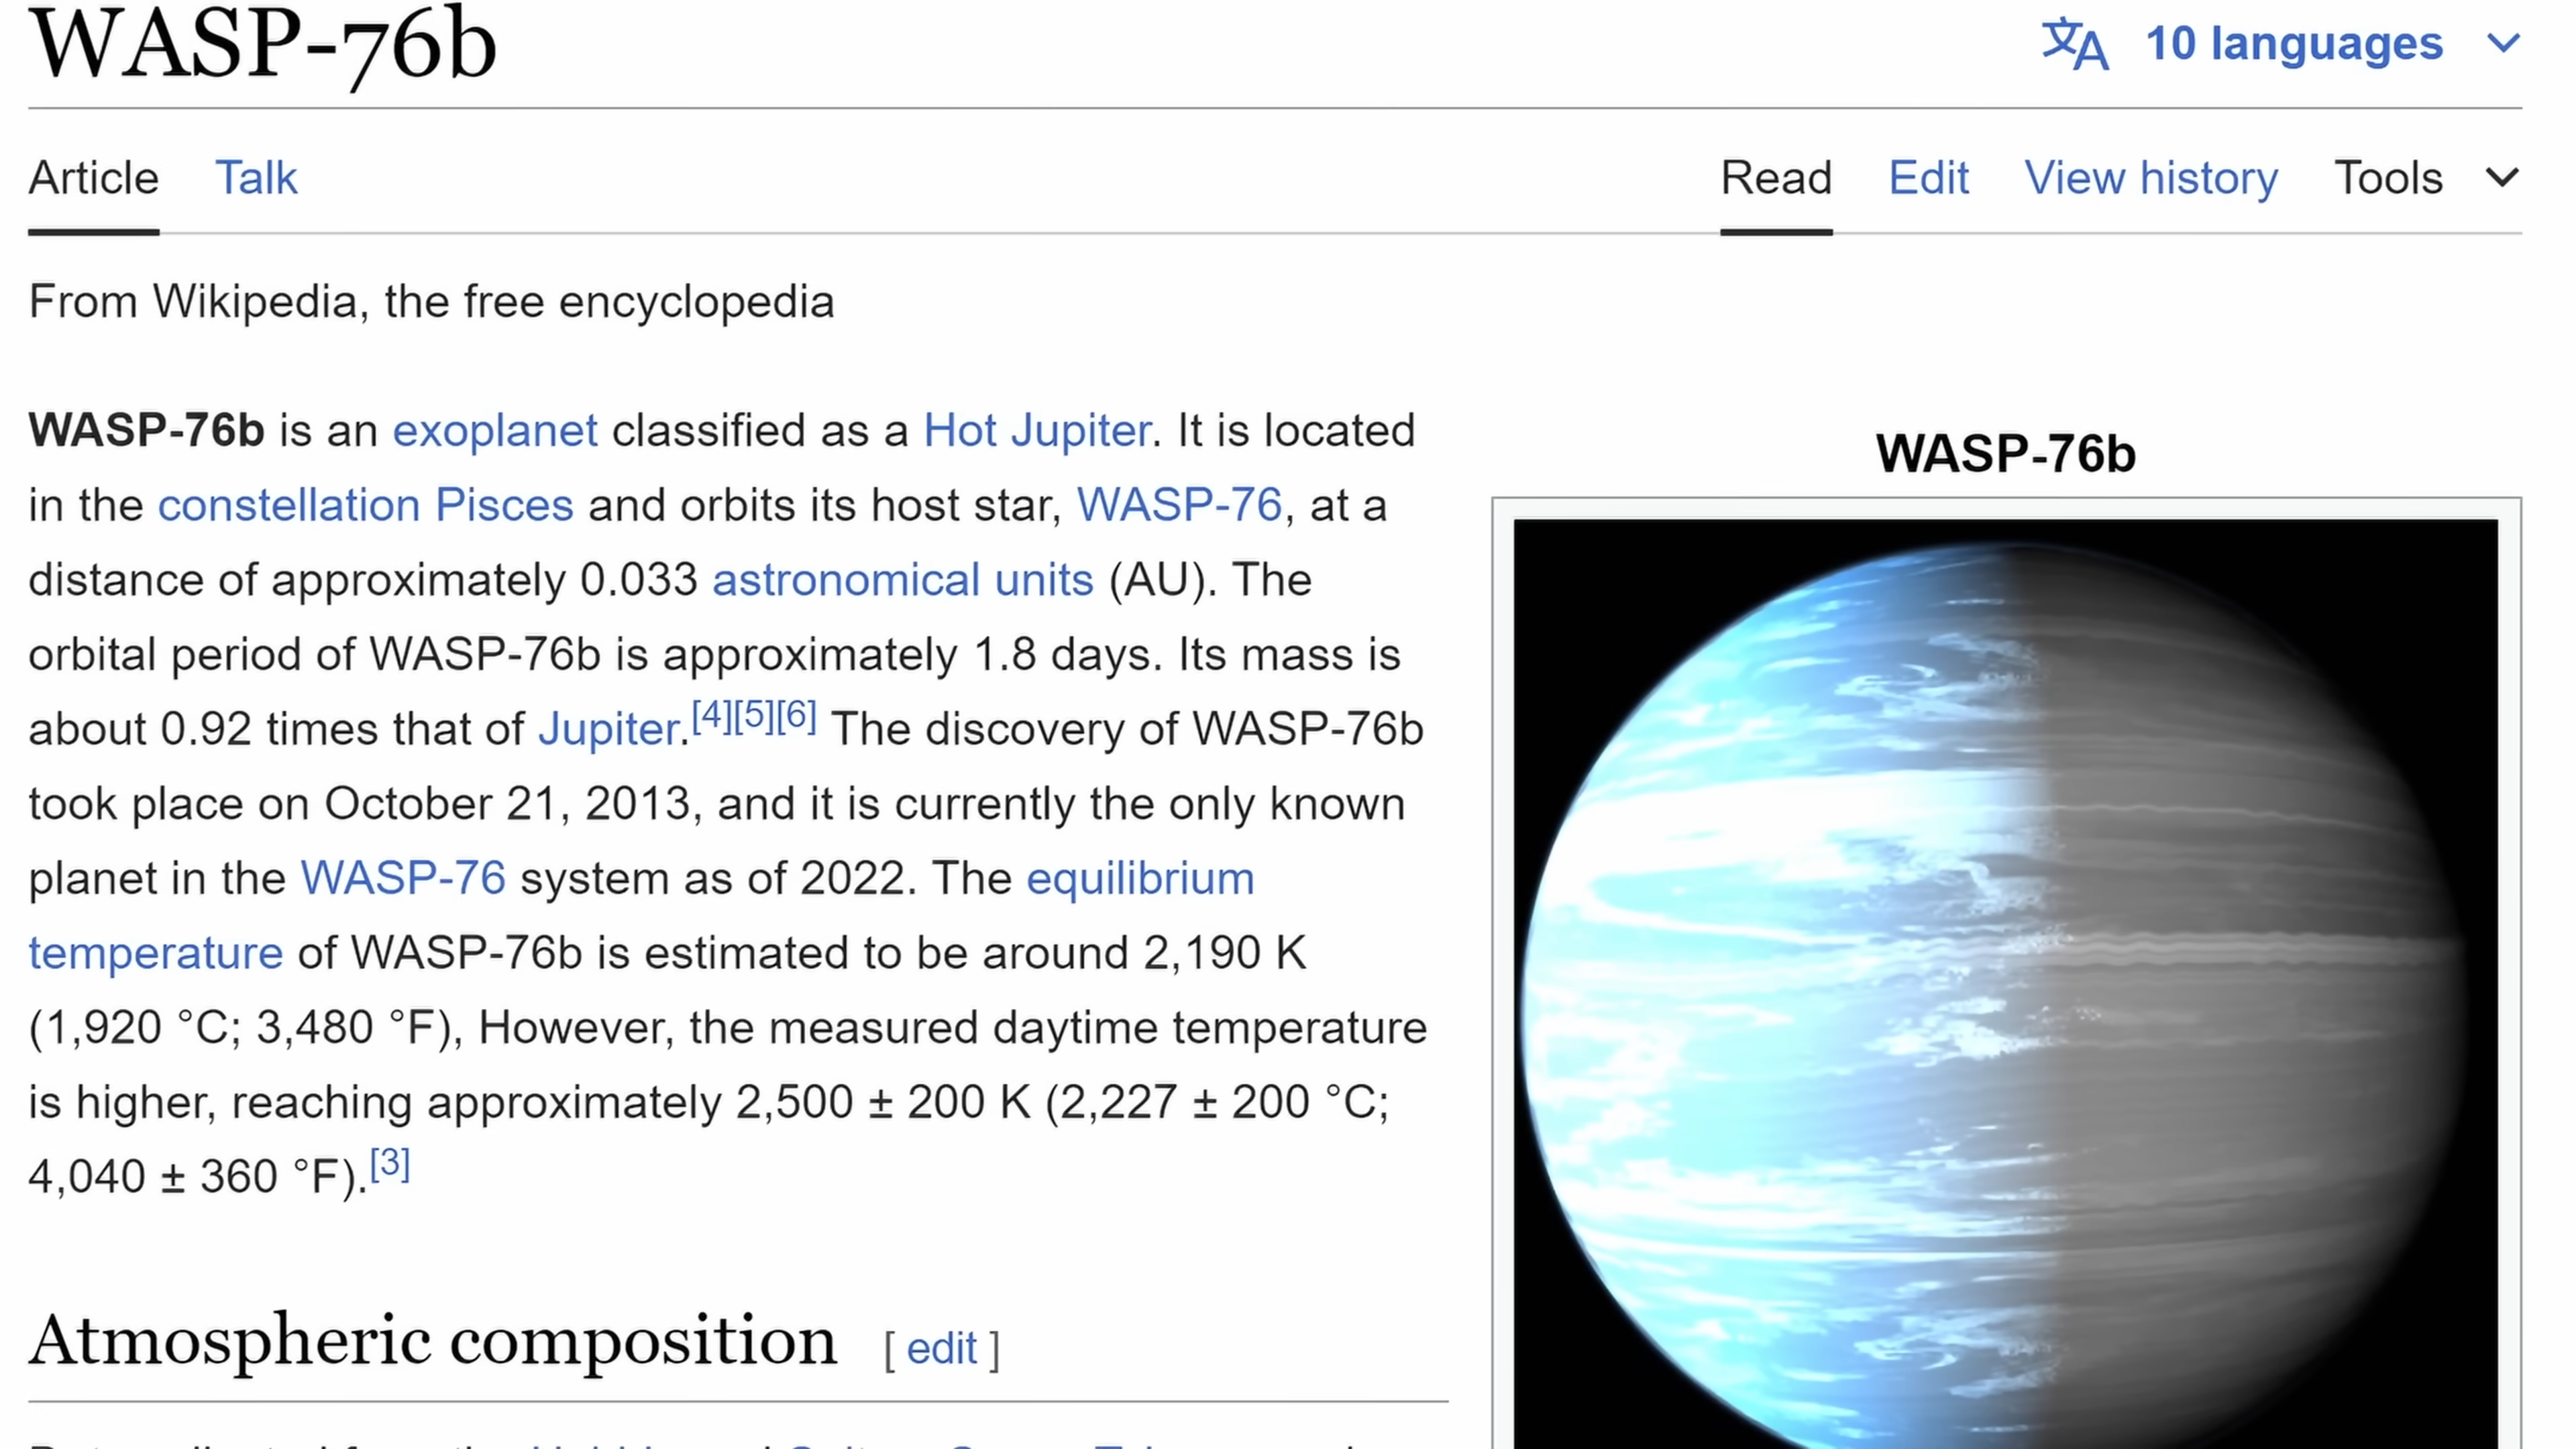 WASP-76b
10 languages
Article Talk Read Edit View history Tools
From Wikipedia, the free encyclopedia
WASP-76b is an exoplanet classified as a Hot Jupiter. It is located
in the constellation Pisces and orbits its host star, WASP-76, at a
distance of approximately 0.033 astronomical units (AU). The
orbital period of WASP-76b is approximately 1.8 days. Its mass is
about 0.92 times that of Jupiter.[4][5][6] The discovery of WASP-76b
took place on October 21, 2013, and it is currently the only known
planet in the WASP-76 system as of 2022. The equilibrium
temperature of WASP-76b is estimated to be around 2,190 K
(1,920 °C; 3,480 °F), However, the measured daytime temperature
is higher, reaching approximately 2,500 ± 200 K (2,227 ± 200 °C;
4,040 ± 360 °F).[3]
WASP-76b
Atmospheric composition [ edit ]